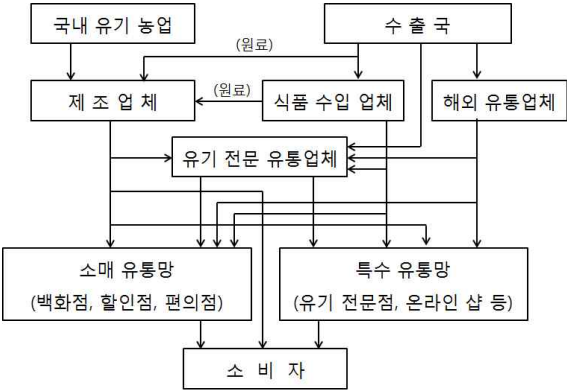 국내 유기 농업
수 출 국
(원료)
제 조 업 체
(원료)
식품 수입 업체
해외 유통업체
유기 전문 유통업체
소매 유통망
(백화점, 할인점, 편의점)
특수 유통망
(유기 전문점, 온라인 샵 등)
소 비 자